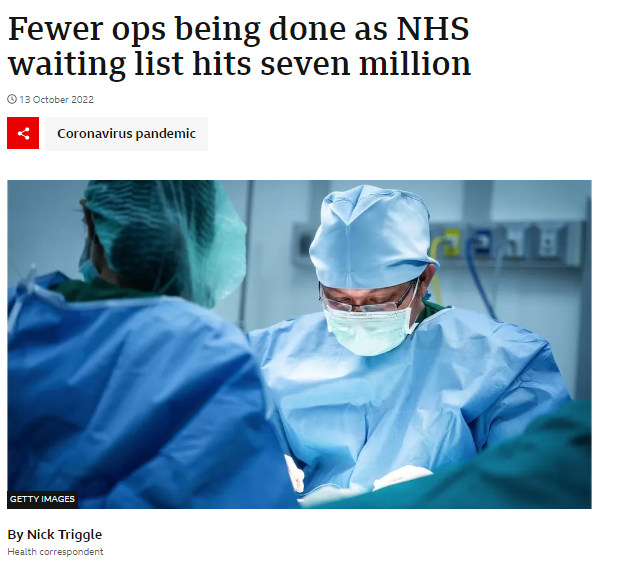 Fewer ops being done as NHS
waiting list hits seven million
13 October 2022
Coronavirus pandemic
GETTY IMAGES
By Nick Triggle
Health correspondent